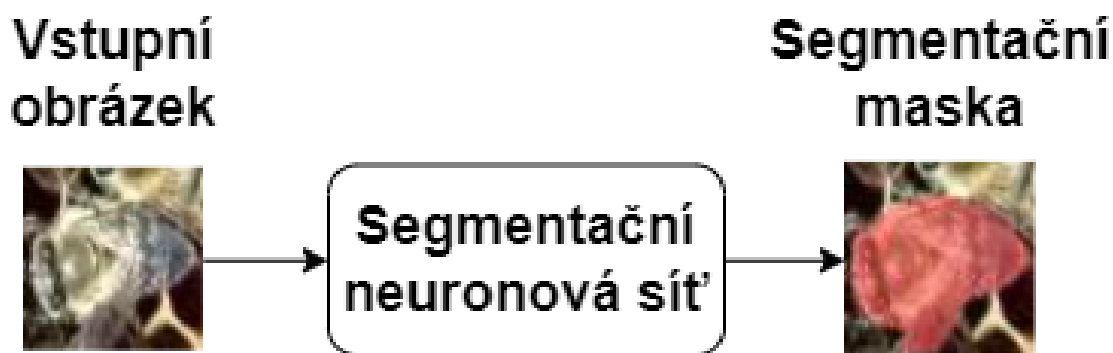 Vstupní
obrázek
Segmentační
neuronová síť
Segmentační
maska